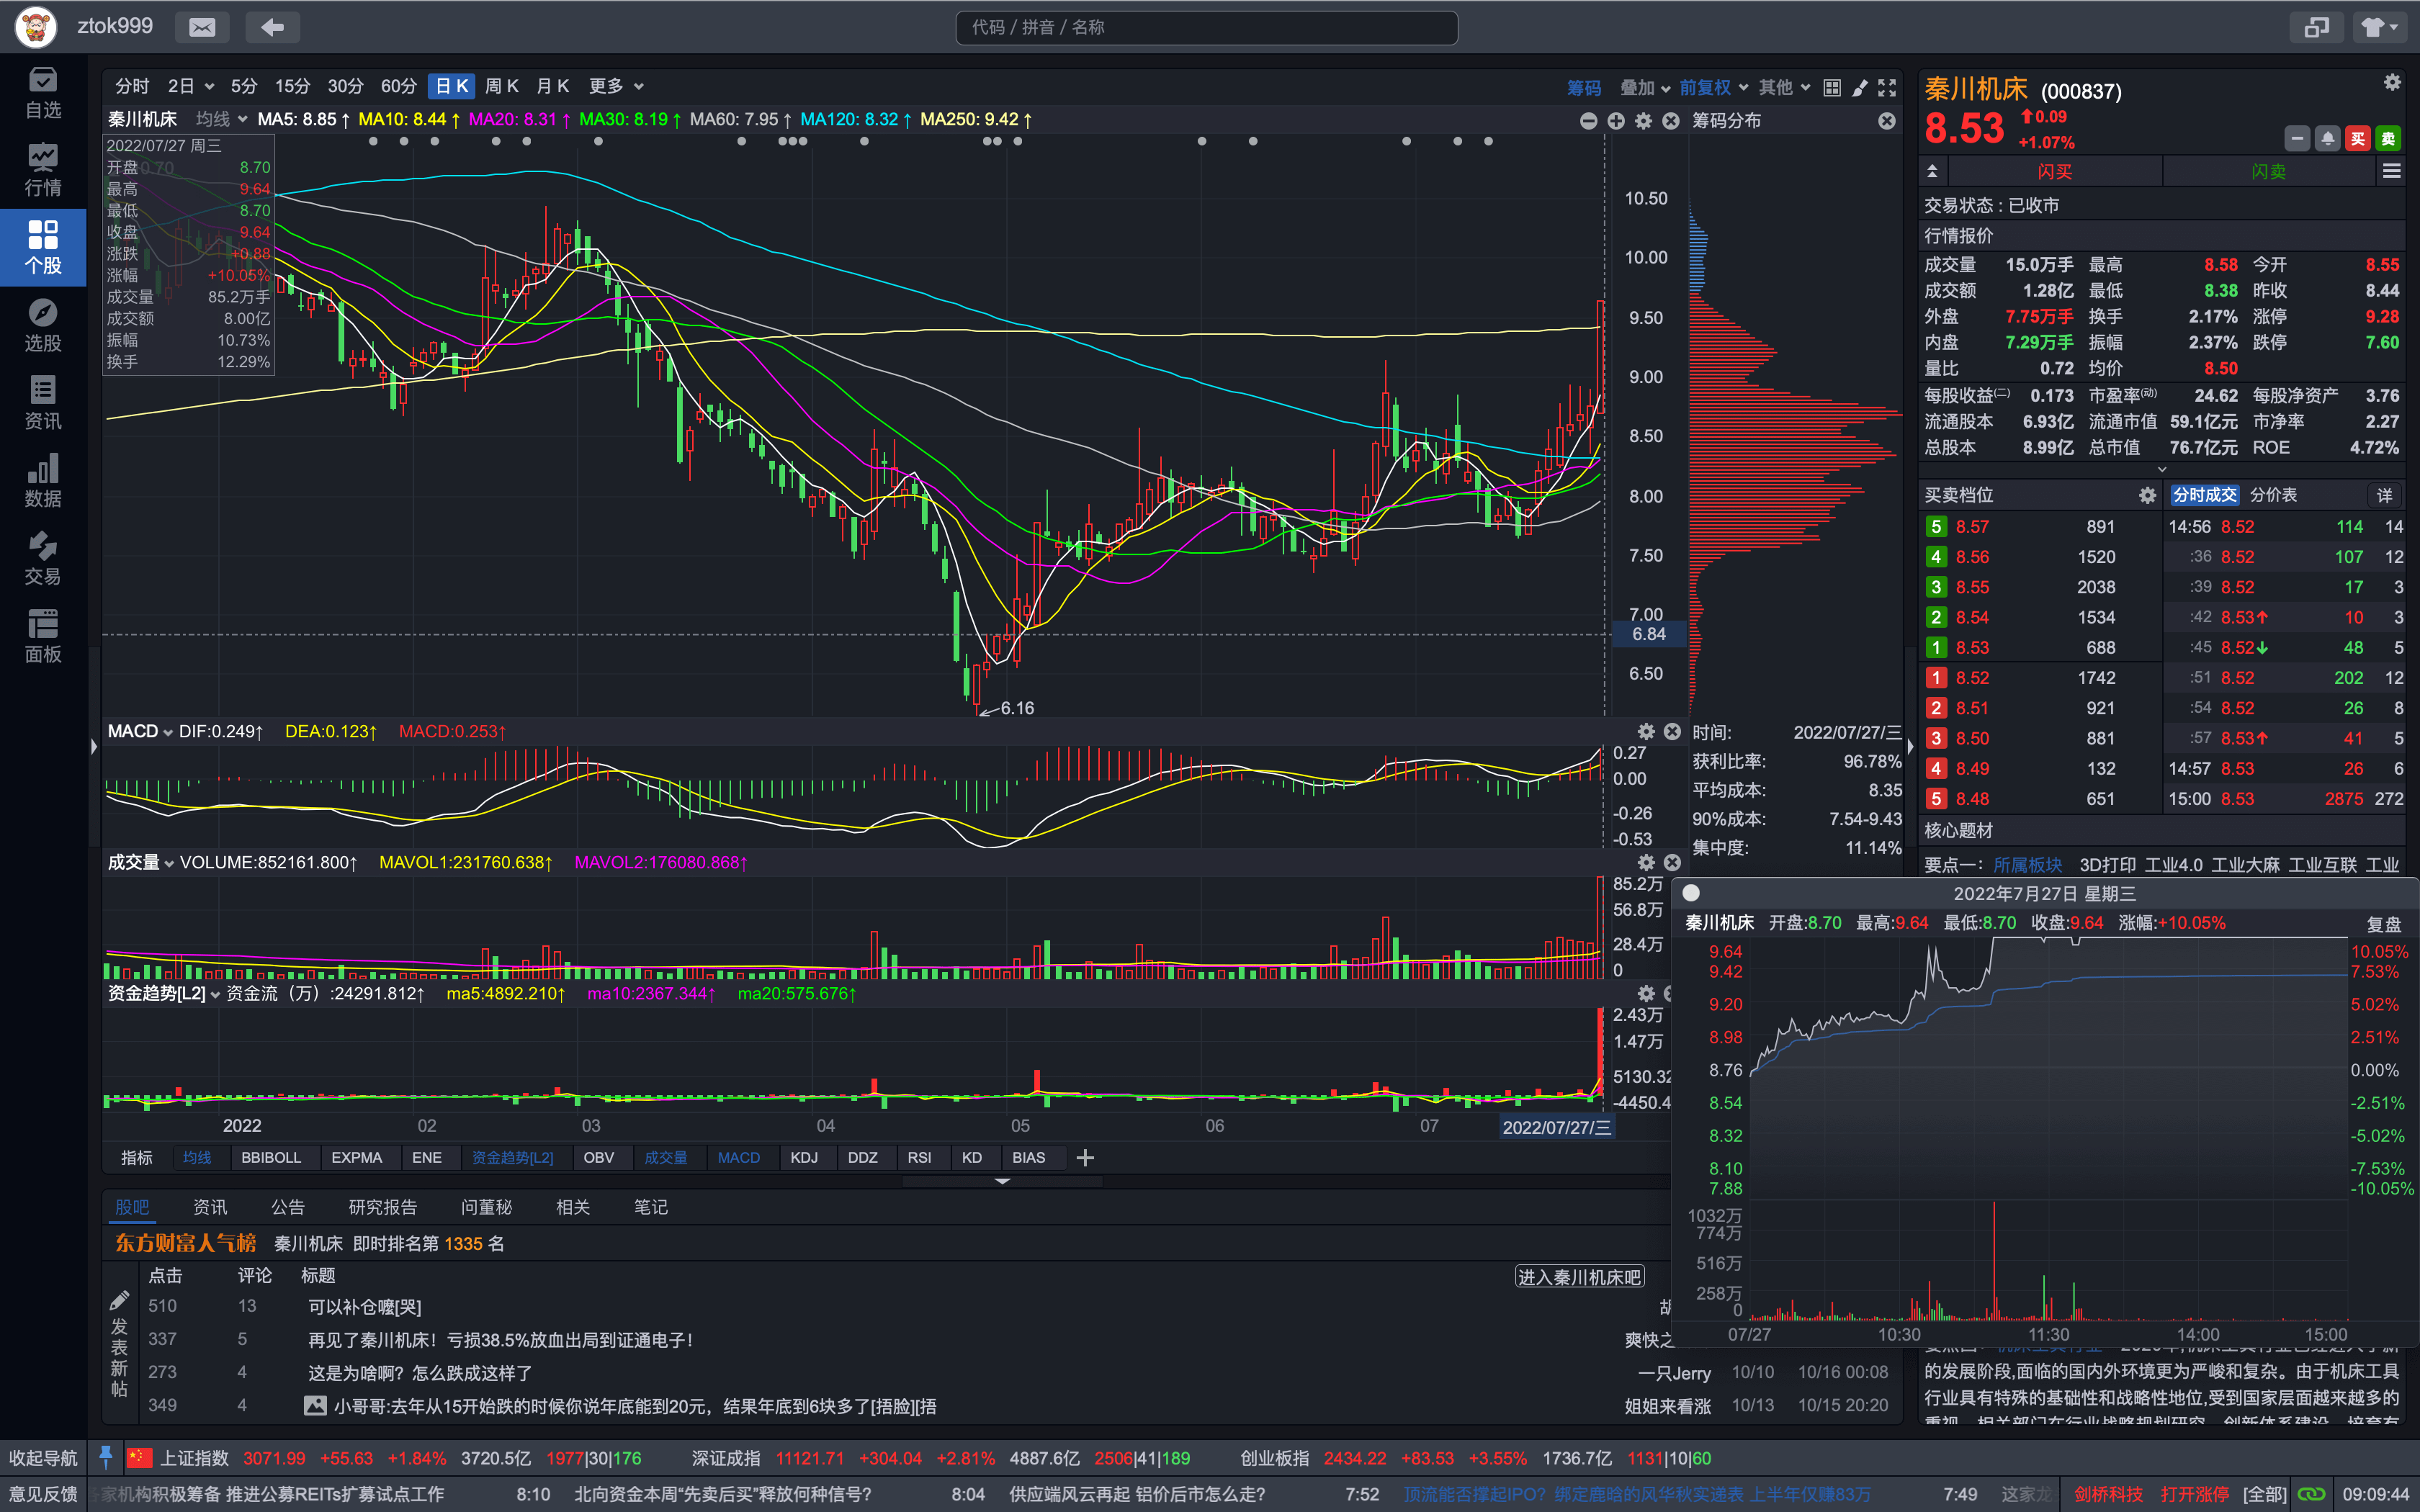 ztok999
代码 / 拼音 / 名称
自选
行情
个股
选股
资讯
数据
交易
面板
分时 2日 5分 15分 30分 60分 日K 周K 月K 更多
筹码 叠加 前复权 其他
秦川机床 均线 MA5: 8.85↑ MA10: 8.44↑ MA20: 8.31↑ MA30: 8.19↑ MA60: 7.95↑ MA120: 8.32↑ MA250: 9.42↑
筹码分布
2022/07/27 周三
开盘 8.70
最高 9.64
最低 8.70
收盘 9.64
涨跌 +0.88
涨幅 +10.05%
成交量 85.2万手
成交额 8.00亿
振幅 10.73%
换手 12.29%
10.50
10.00
9.50
9.00
8.50
8.00
7.50
7.00
6.84
6.50
6.16
MACD DIF:0.249↑ DEA:0.123↑ MACD:0.253↑
0.27
0.00
-0.26
-0.53
时间: 2022/07/27/三
获利比率: 96.78%
平均成本: 8.35
90%成本: 7.54-9.43
集中度: 11.14%
成交量 VOLUME:852161.800↑ MAVOL1:231760.638↑ MAVOL2:176080.868↑
85.2万
56.8万
28.4万
0
资金趋势[L2] 资金流（万）:24291.812↑ ma5:4892.210↑ ma10:2367.344↑ ma20:575.676↑
2.43万
1.47万
5130.32
-4450.4
2022 02 03 04 05 06 07 2022/07/27/三
指标 均线 BBIBOLL EXPMA ENE 资金趋势[L2] OBV 成交量 MACD KDJ DDZ RSI KD BIAS
股吧 资讯 公告 研究报告 问董秘 相关 笔记
东方财富人气榜 秦川机床 即时排名第 1335 名
点击 评论 标题 进入秦川机床吧
发表新帖
510 13 可以补仓嚒[哭]
337 5 再见了秦川机床！亏损38.5%放血出局到证通电子！ 爽快之
273 4 这是为啥啊？怎么跌成这样了 一只Jerry 10/10 10/16 00:08
349 4 小哥哥:去年从15开始跌的时候你说年底能到20元，结果年底到6块多了[捂脸][捂 姐姐来看涨 10/13 10/15 20:20
秦川机床 (000837)
8.53 0.09
+1.07%
买 卖
闪买 闪卖
交易状态：已收市
行情报价
成交量 15.0万手 最高 8.58 今开 8.55
成交额 1.28亿 最低 8.38 昨收 8.44
外盘 7.75万手 换手 2.17% 涨停 9.28
内盘 7.29万手 振幅 2.37% 跌停 7.60
量比 0.72 均价 8.50
每股收益(二) 0.173 市盈率(动) 24.62 每股净资产 3.76
流通股本 6.93亿 流通市值 59.1亿元 市净率 2.27
总股本 8.99亿 总市值 76.7亿元 ROE 4.72%
买卖档位 分时成交 分价表 详
5 8.57 891 14:56 8.52 114 14
4 8.56 1520 :36 8.52 107 12
3 8.55 2038 :39 8.52 17 3
2 8.54 1534 :42 8.53↑ 10 3
1 8.53 688 :45 8.52↓ 48 5
1 8.52 1742 :51 8.52 202 12
2 8.51 921 :54 8.52 26 8
3 8.50 881 :57 8.53↑ 41 5
4 8.49 132 14:57 8.53 26 6
5 8.48 651 15:00 8.53 2875 272
核心题材
要点一： 所属板块 3D打印 工业4.0 工业大麻 工业互联 工业
2022年7月27日 星期三
秦川机床 开盘:8.70 最高:9.64 最低:8.70 收盘:9.64 涨幅:+10.05% 复盘
9.64 10.05%
9.42 7.53%
9.20 5.02%
8.98 2.51%
8.76 0.00%
8.54 -2.51%
8.32 -5.02%
8.10 -7.53%
7.88 -10.05%
1032万
774万
516万
258万
0
07/27 10:30 11:30 14:00 15:00
的发展阶段,面临的国内外环境更为严峻和复杂。由于机床工具
行业具有特殊的基础性和战略性地位,受到国家层面越来越多的
收起导航 上证指数 3071.99 +55.63 +1.84% 3720.5亿 1977|30|176 深证成指 11121.71 +304.04 +2.81% 4887.6亿 2506|41|189 创业板指 2434.22 +83.53 +3.55% 1736.7亿 1131|10|60
意见反馈 家机构积极筹备 推进公募REITs扩募试点工作 8:10 北向资金本周“先卖后买”释放何种信号？ 8:04 供应端风云再起 铝价后市怎么走？ 7:52 顶流能否撑起IPO？绑定鹿晗的风华秋实递表 上半年仅赚83万 7:49 这家龙 剑桥科技 打开涨停 [全部] 09:09:44